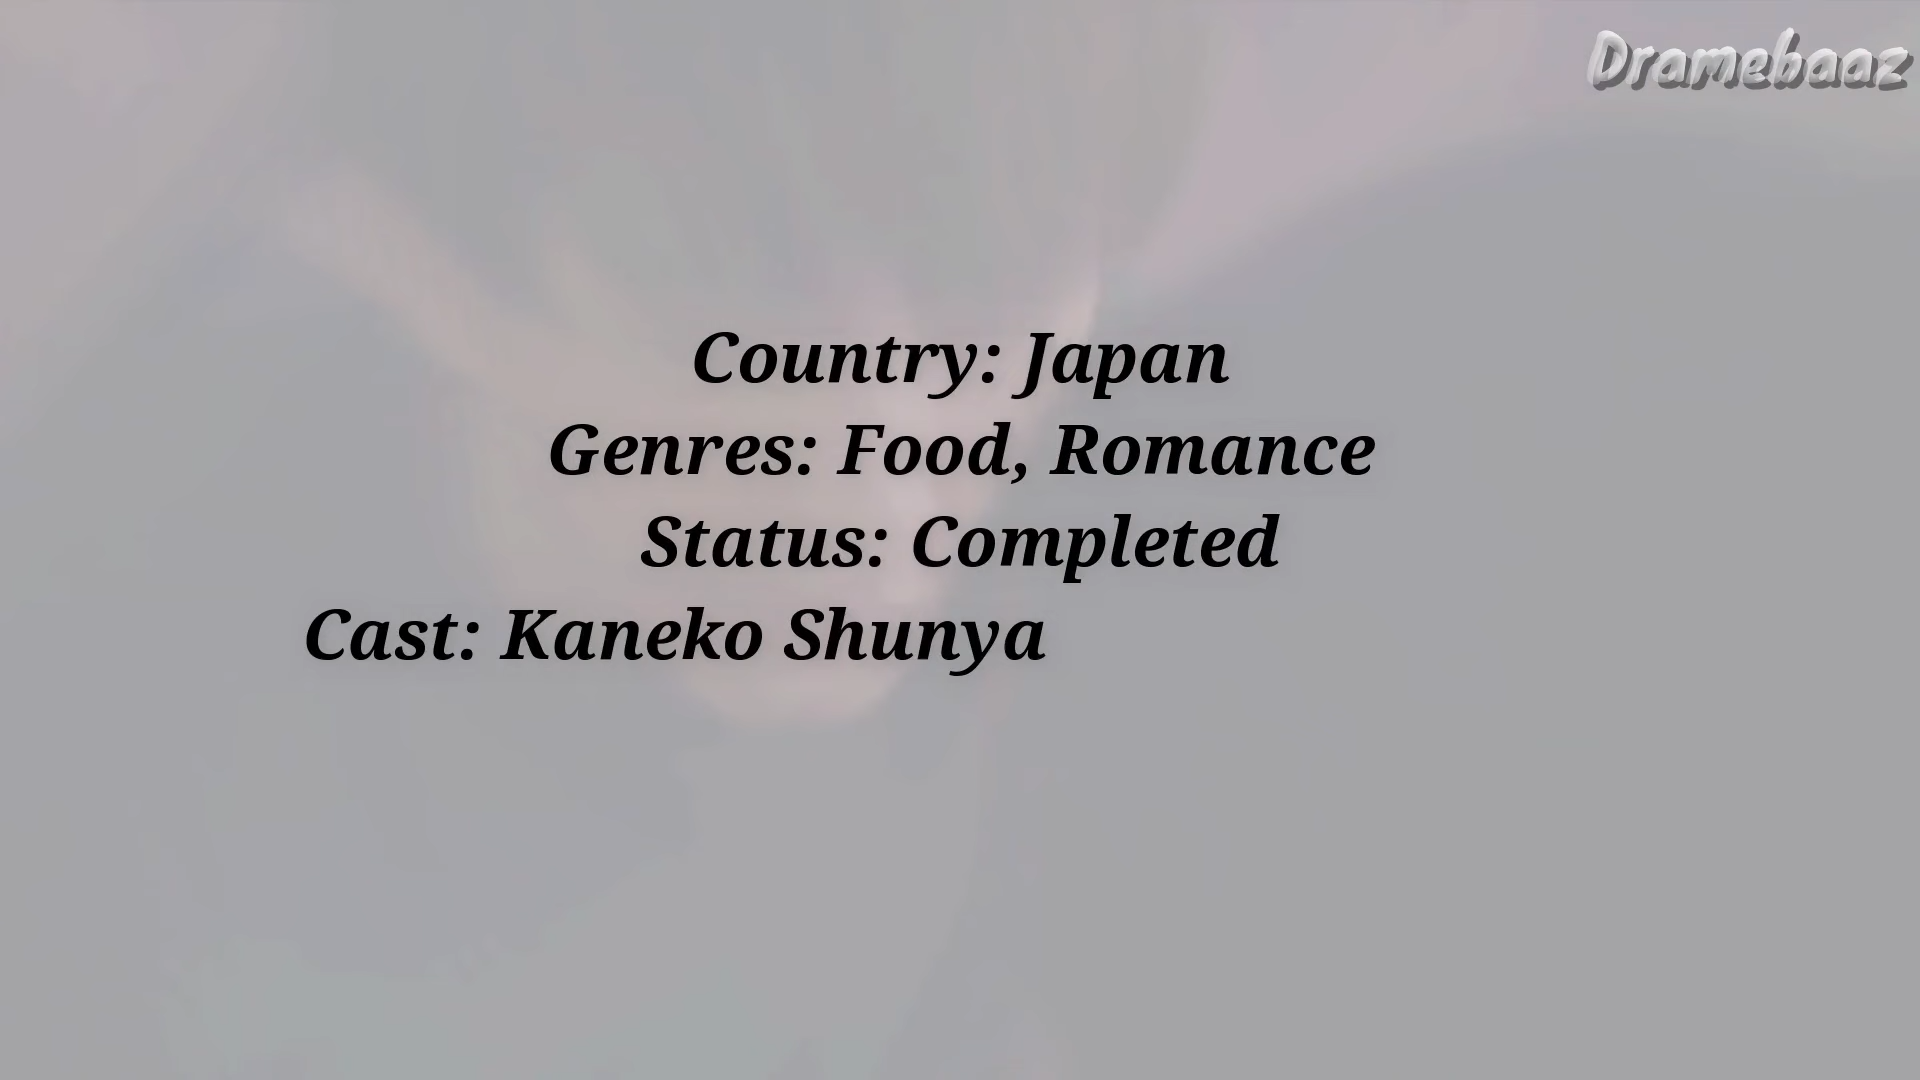 Dramebaaz
Country: Japan
Genres: Food, Romance
Status: Completed
Cast: Kaneko Shunya